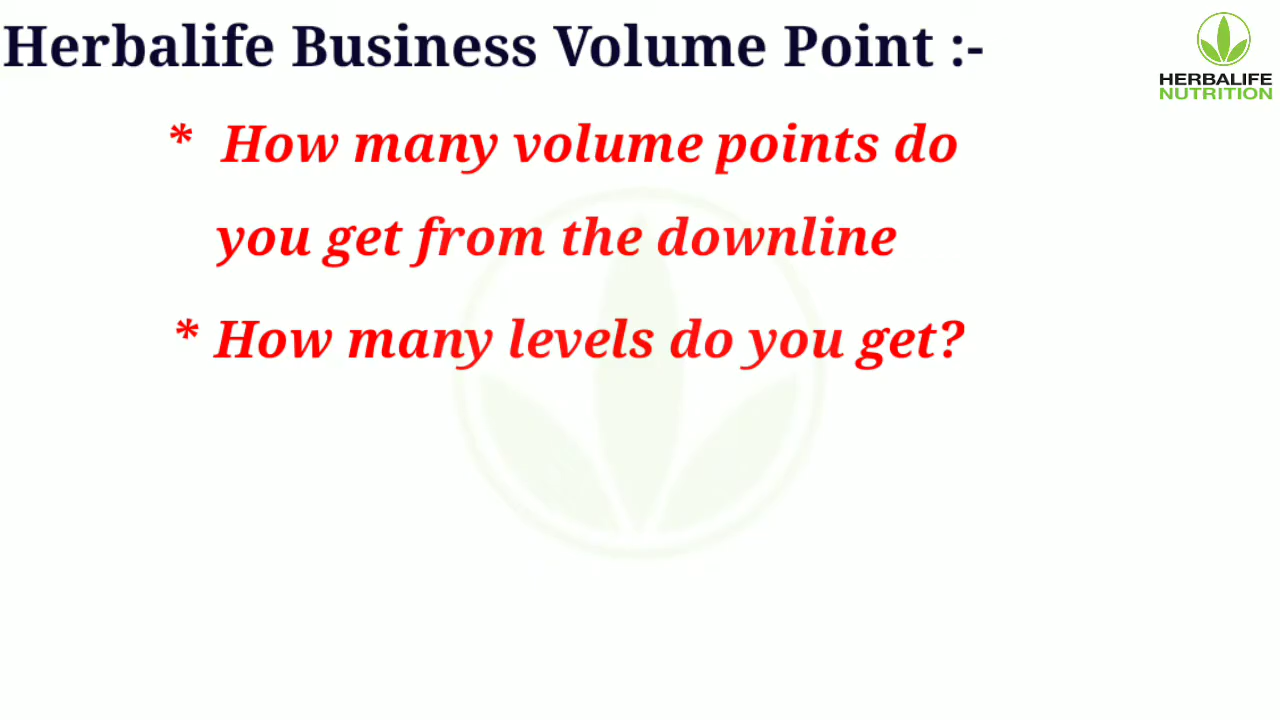 Herbalife Business Volume Point :-
HERBALIFE
NUTRITION
* How many volume points do
you get from the downline
* How many levels do you get?